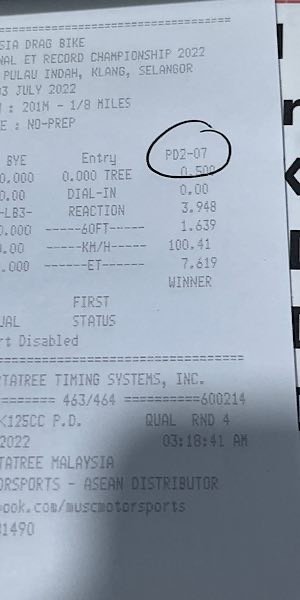 SIA DRAG BIKE
NAL ET RECORD CHAMPIONSHIP 2022
PULAU INDAH, KLANG, SELANGOR
03 JULY 2022
: 201M - 1/8 MILES
E : NO-PREP
BYE Entry PD2-07
0.000 0.000 TREE 0.500
0.00 DIAL-IN 0.00
-LB3- REACTION 3.948
0.000 -----60FT----- 1.639
0.00 -----KM/H----- 100.41
.000 ------ET------ 7.619
WINNER
FIRST
UAL STATUS
rt Disabled
RTATREE TIMING SYSTEMS, INC.
======== 463/464 ==========600214
K125CC P.D. QUAL RND 4
2022 03:18:41 AM
TATREE MALAYSIA
ORSPORTS - ASEAN DISTRIBUTOR
ook.com/muscmotorsports
1490